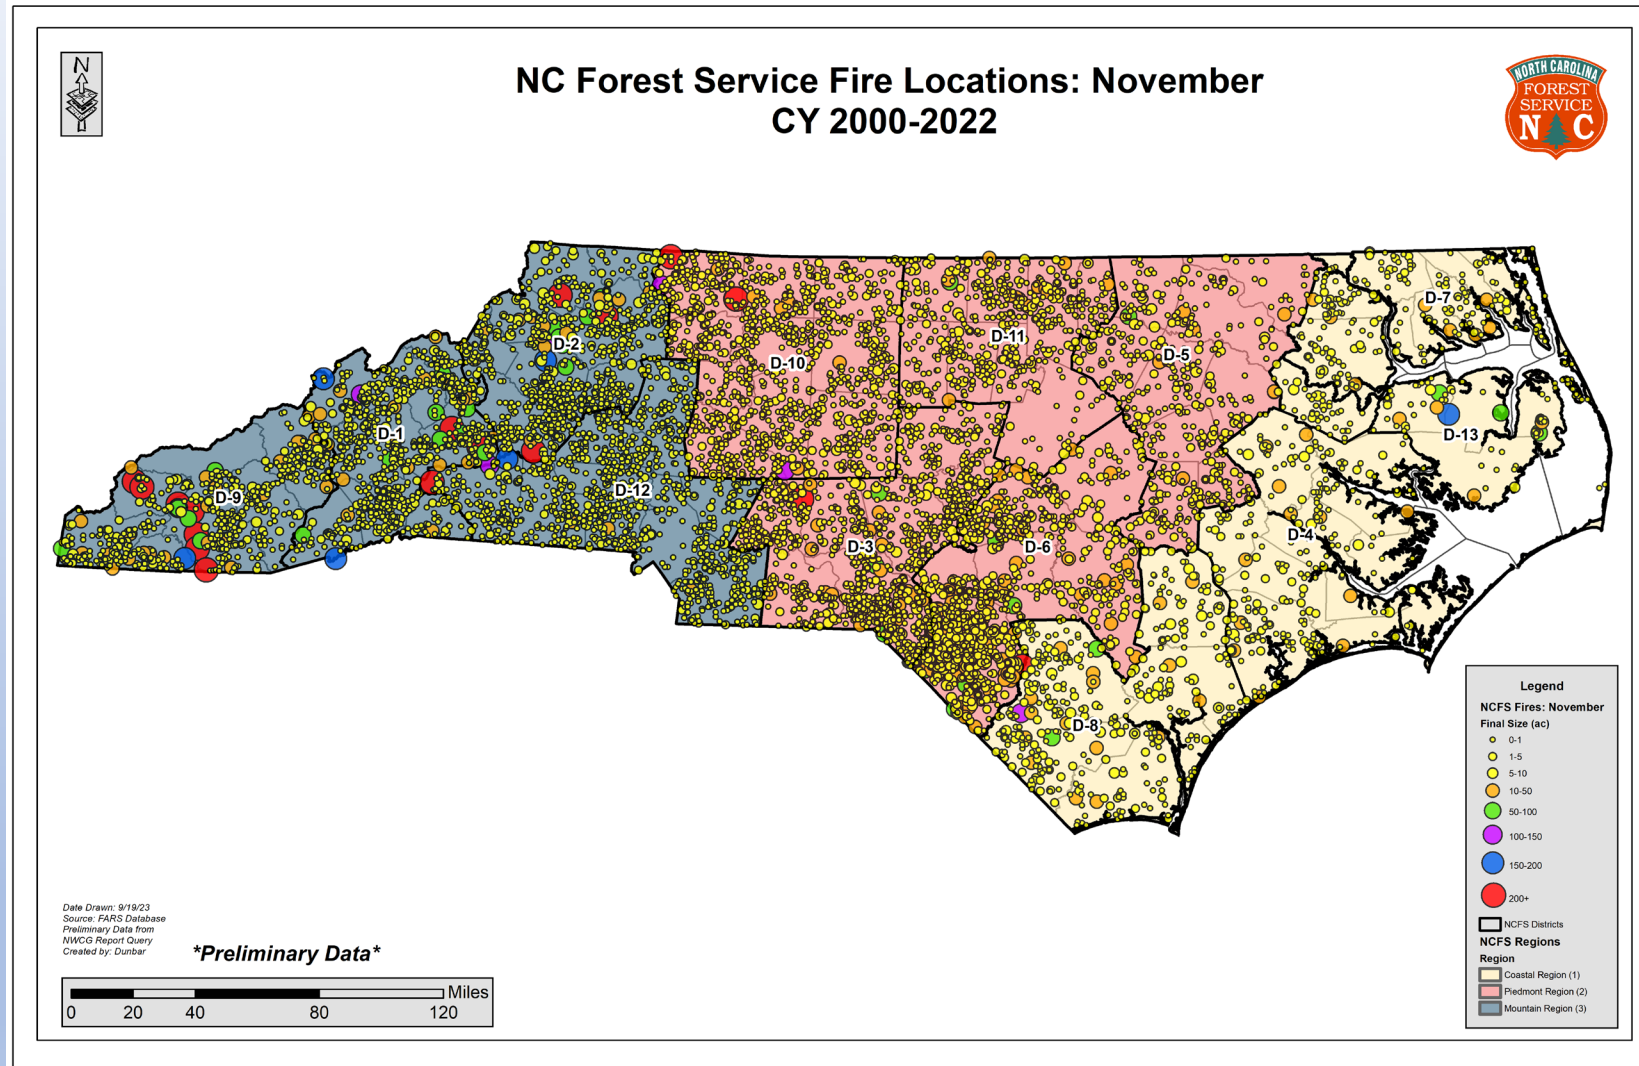 N
NC Forest Service Fire Locations: November
CY 2000-2022
NORTH CAROLINA
FOREST
SERVICE
N C
D-7
D-11
D-2
D-5
D-10
D-1
D-13
D-12
D-9
D-4
D-3
D-6
D-8
Legend
NCFS Fires: November
Final Size (ac)
0-1
1-5
5-10
10-50
50-100
100-150
150-200
200+
NCFS Districts
NCFS Regions
Region
Coastal Region (1)
Piedmont Region (2)
Mountain Region (3)
Date Drawn: 9/19/23
Source: FARS Database
Preliminary Data from
NWCG Report Query
Created by: Dunbar
*Preliminary Data*
Miles
0 20 40 80 120